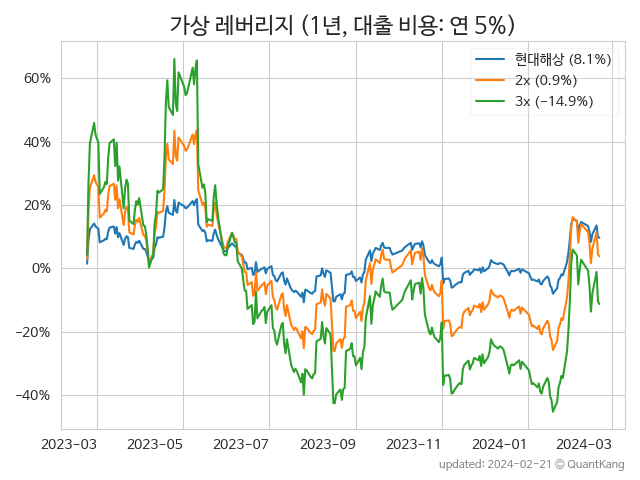 가상 레버리지 (1년, 대출 비용: 연 5%)
현대해상 (8.1%)
2x (0.9%)
3x (−14.9%)
60%
40%
20%
0%
−20%
−40%
2023−03 2023−05 2023−07 2023−09 2023−11 2024−01 2024−03
updated: 2024−02−21 © QuantKang